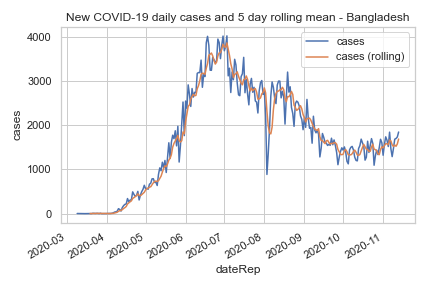 New COVID-19 daily cases and 5 day rolling mean - Bangladesh
cases
cases (rolling)
4000
3000
2000
1000
0
cases
2020-03
2020-04
2020-05
2020-06
2020-07
2020-08
2020-09
2020-10
2020-11
dateRep